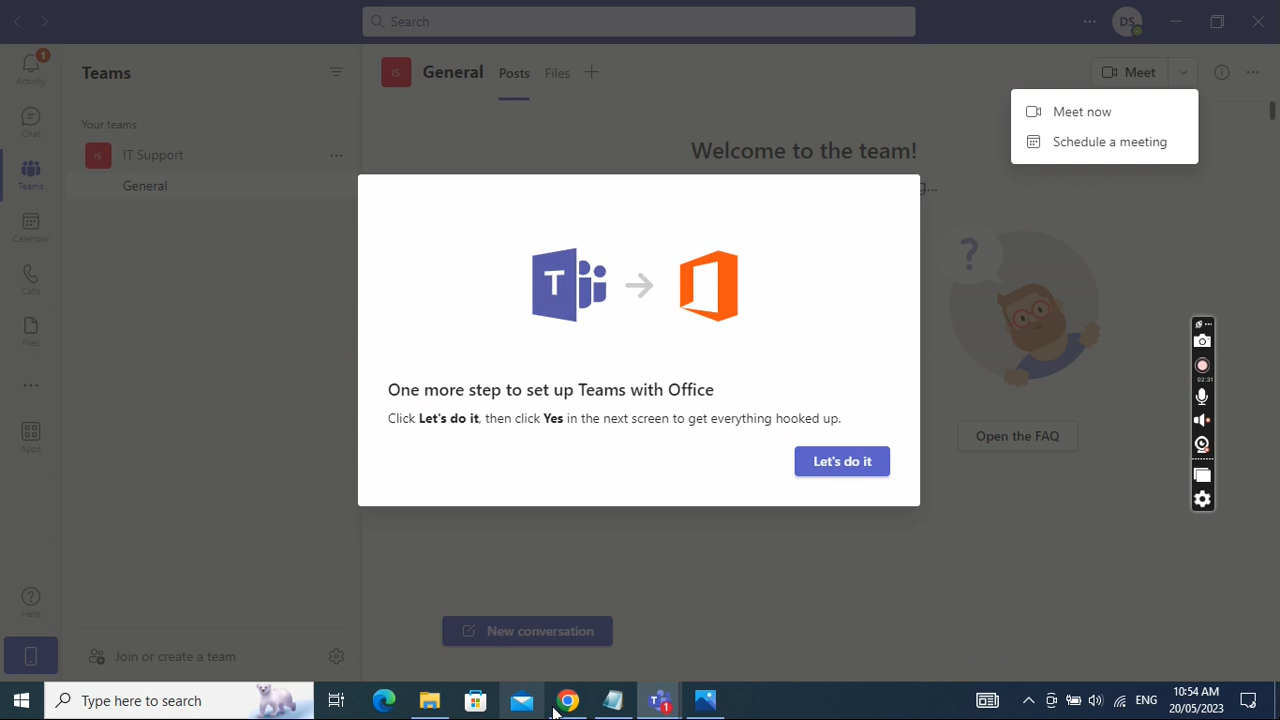 Search
DS
Activity
1
Chat
Teams
Calendar
Calls
Files
Apps
Help
Teams
Your teams
IS
IT Support
General
Join or create a team
IS
General
Posts
Files
Meet
Meet now
Schedule a meeting
Welcome to the team!
g...
?
Open the FAQ
New conversation
T
One more step to set up Teams with Office
Click Let's do it, then click Yes in the next screen to get everything hooked up.
Let's do it
02:31
Type here to search
T
1
ENG
10:54 AM
20/05/2023